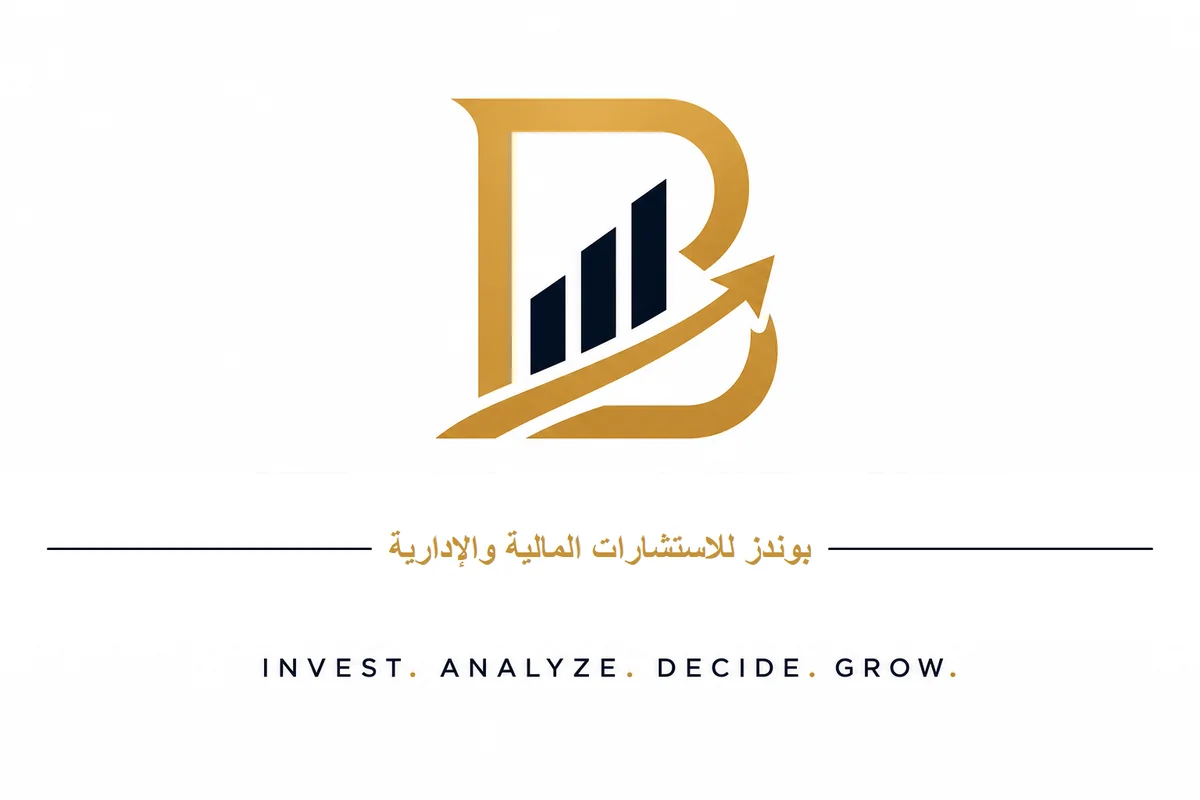 بوندز للاستشارات المالية والإدارية
INVEST. ANALYZE. DECIDE. GROW.